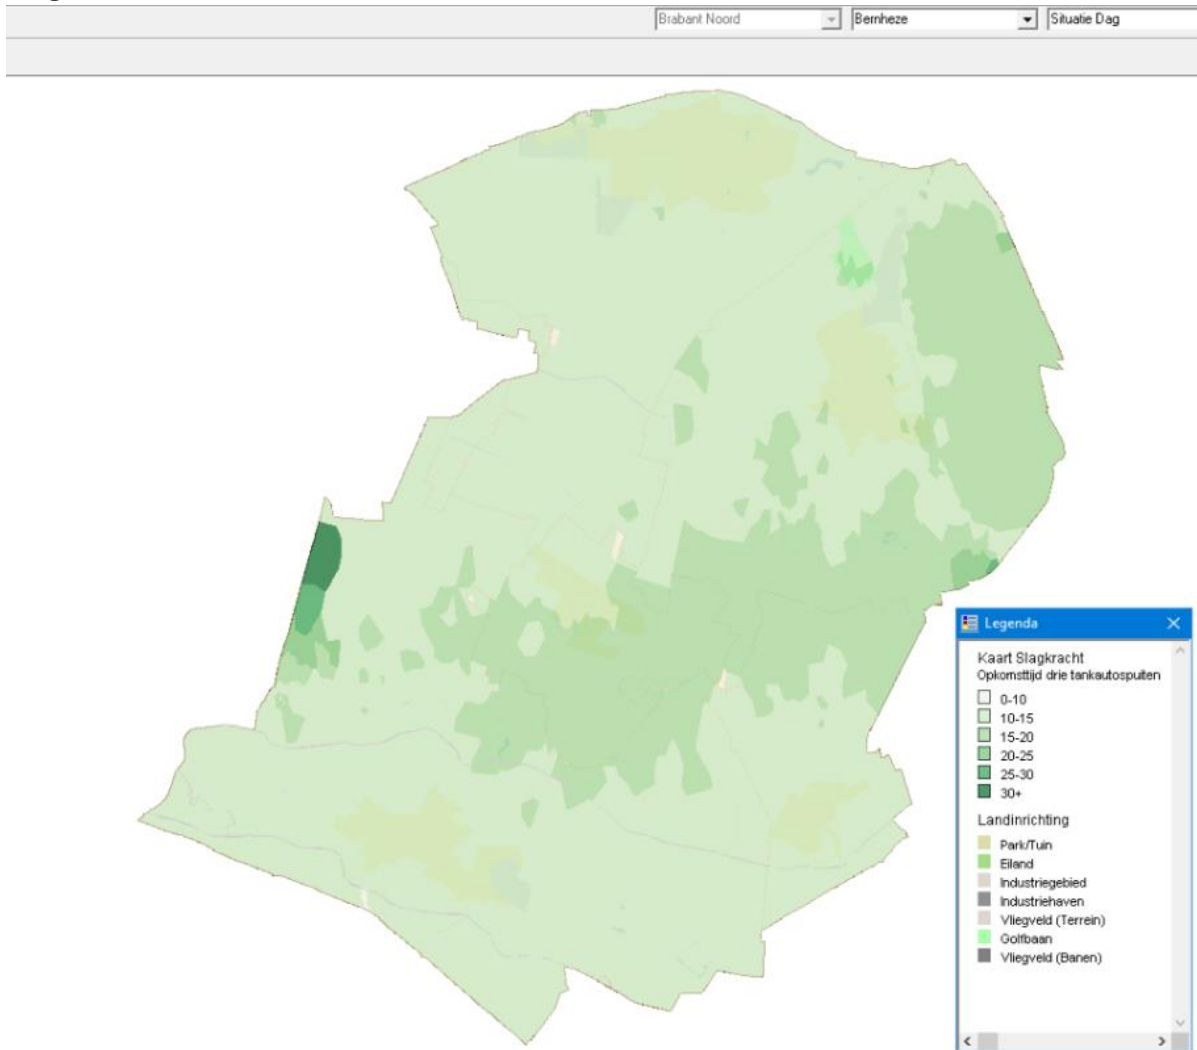 Brabant Noord
Bernheze
Situatie Dag
Legenda
Kaart Slagkracht
Opkomsttijd drie tankautospuiten
0-10
10-15
15-20
20-25
25-30
30+
Landinrichting
Park/Tuin
Eiland
Industriegebied
Industriehaven
Vliegveld (Terrein)
Golfbaan
Vliegveld (Banen)